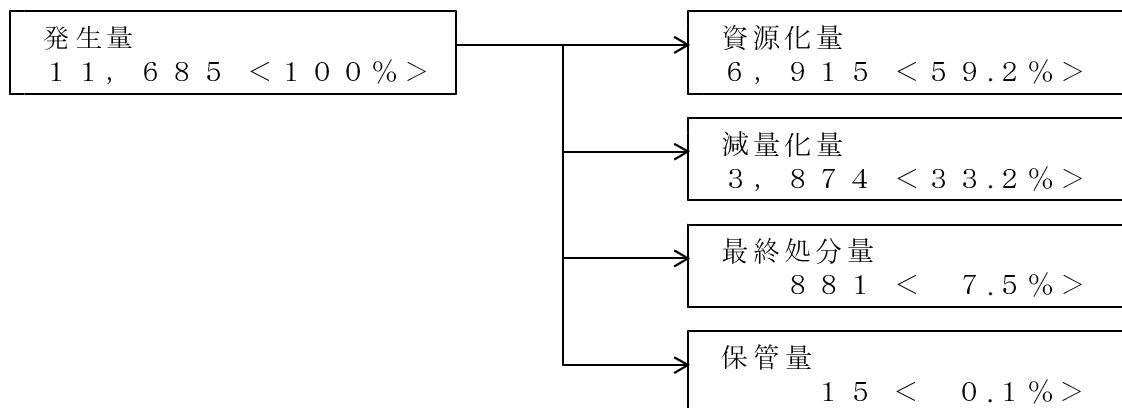 発生量
11,685<100%>
資源化量
6,915<59.2%>
減量化量
3,874<33.2%>
最終処分量
881< 7.5%>
保管量
15< 0.1%>